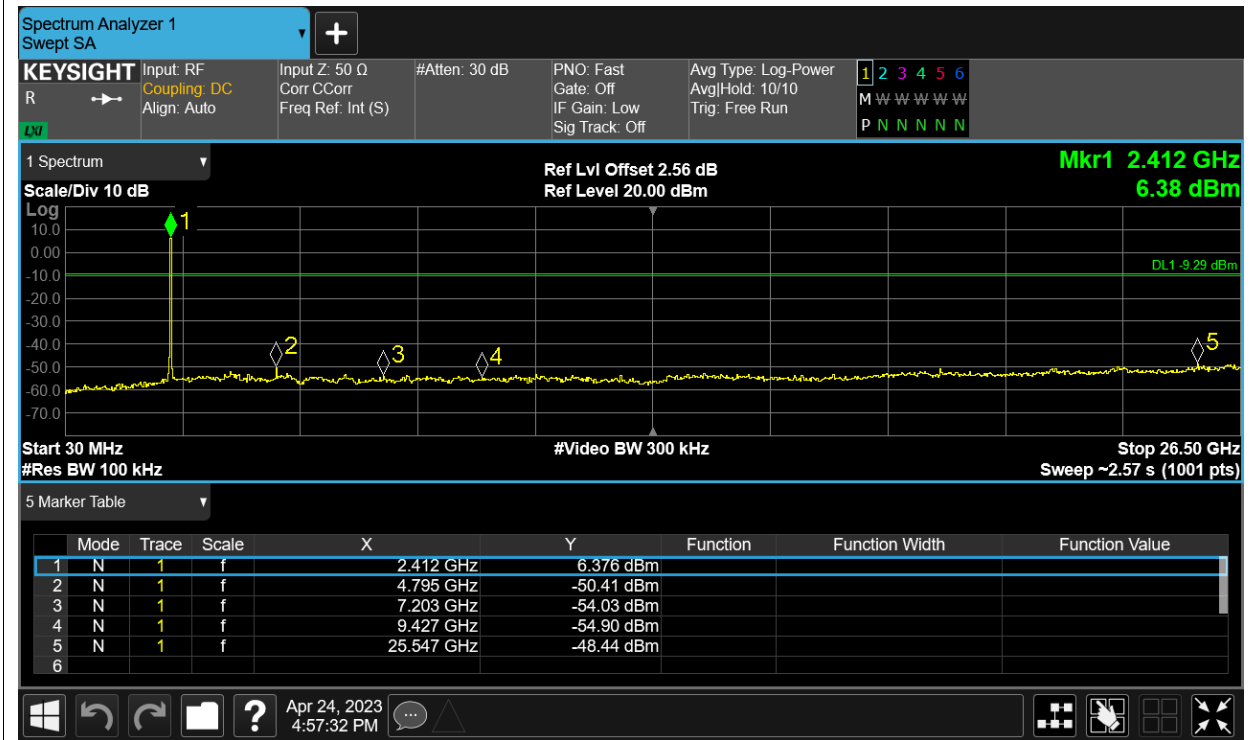 Spectrum Analyzer 1
Swept SA
+
KEYSIGHT
R
LXI
Input: RF
Coupling: DC
Align: Auto
Input Z: 50 Ω
Corr CCorr
Freq Ref: Int (S)
#Atten: 30 dB
PNO: Fast
Gate: Off
IF Gain: Low
Sig Track: Off
Avg Type: Log-Power
Avg|Hold: 10/10
Trig: Free Run
1 2 3 4 5 6
M W W W W W
P N N N N N
1 Spectrum
Scale/Div 10 dB
Ref Lvl Offset 2.56 dB
Ref Level 20.00 dBm
Mkr1 2.412 GHz
6.38 dBm
Log
10.0
0.00
-10.0
-20.0
-30.0
-40.0
-50.0
-60.0
-70.0
1
2
3
4
5
DL1 -9.29 dBm
Start 30 MHz
#Res BW 100 kHz
#Video BW 300 kHz
Stop 26.50 GHz
Sweep ~2.57 s (1001 pts)
5 Marker Table
Mode Trace Scale X Y Function Function Width Function Value
1 N 1 f 2.412 GHz 6.376 dBm
2 N 1 f 4.795 GHz -50.41 dBm
3 N 1 f 7.203 GHz -54.03 dBm
4 N 1 f 9.427 GHz -54.90 dBm
5 N 1 f 25.547 GHz -48.44 dBm
6
?
Apr 24, 2023
4:57:32 PM